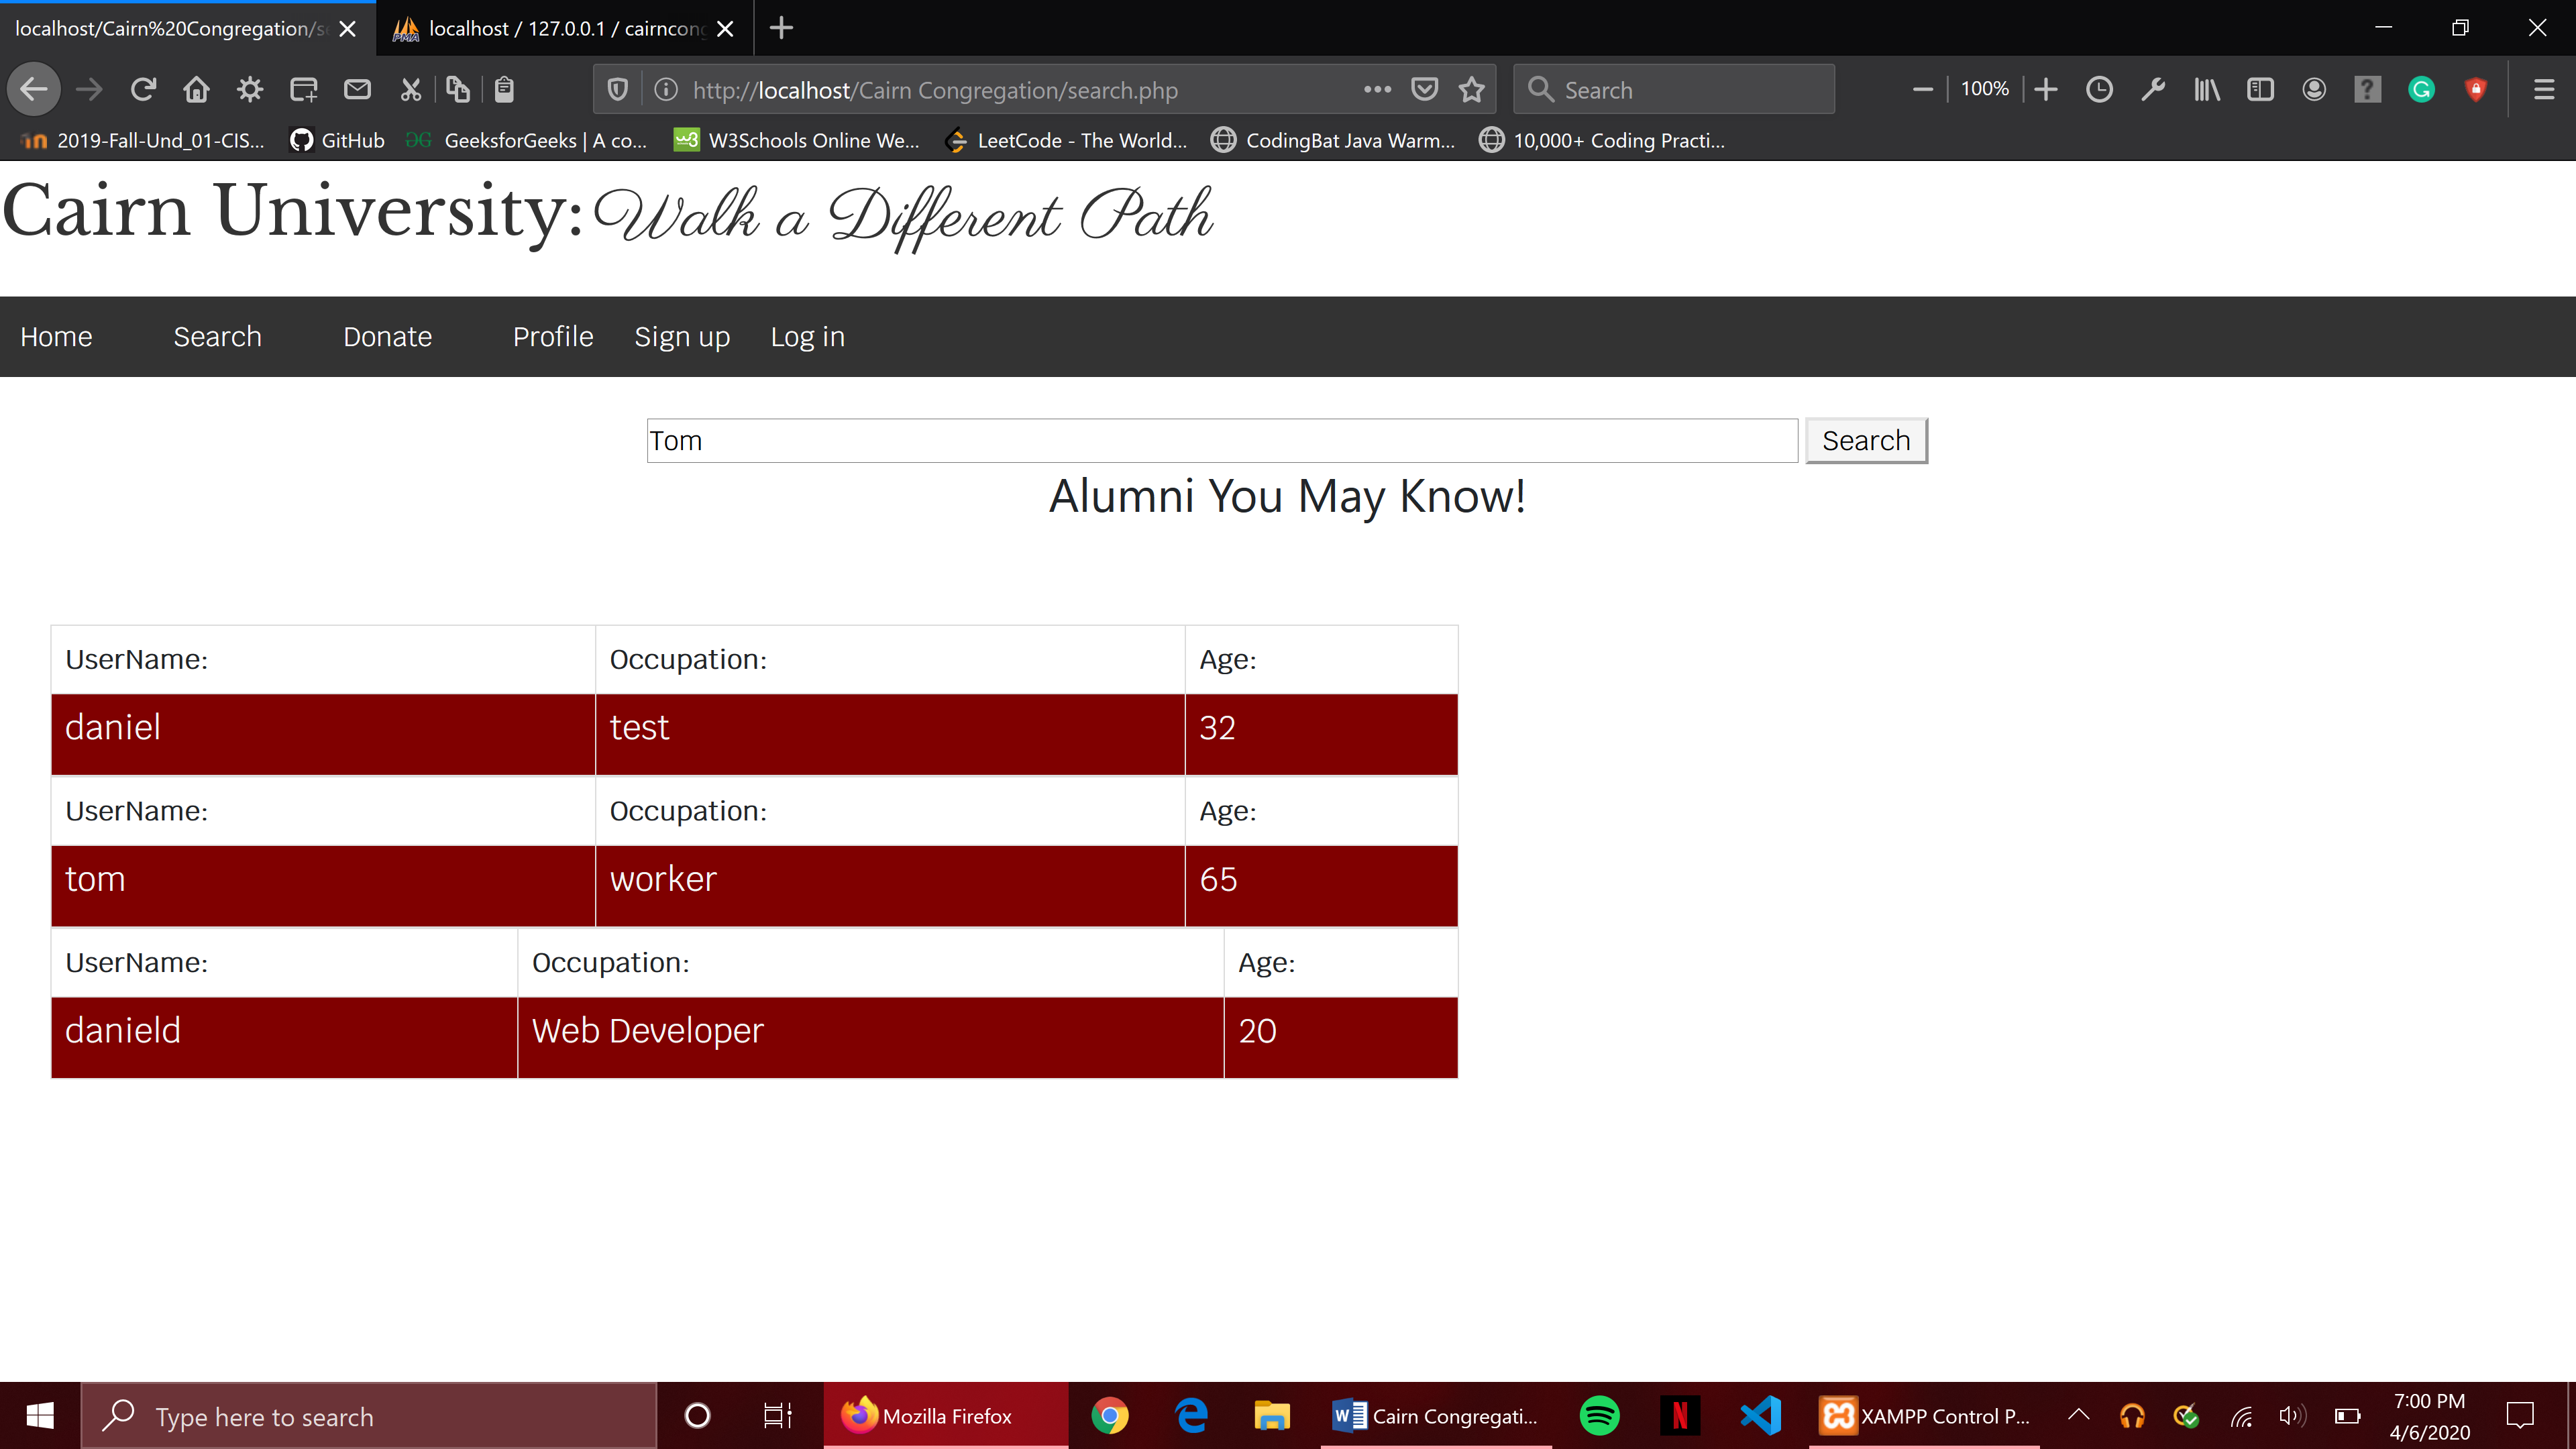 localhost/Cairn%20Congregation/se
localhost / 127.0.0.1 / cairncong
http://localhost/Cairn Congregation/search.php
Search
100%
2019-Fall-Und_01-CIS...
GitHub
GeeksforGeeks | A co...
W3Schools Online We...
LeetCode - The World...
CodingBat Java Warm...
10,000+ Coding Practi...
Cairn University: Walk a Different Path
Home Search Donate Profile Sign up Log in
Tom Search
Alumni You May Know!
UserName: Occupation: Age:
daniel test 32
UserName: Occupation: Age:
tom worker 65
UserName: Occupation: Age:
danield Web Developer 20
Type here to search
Mozilla Firefox
Cairn Congregati...
XAMPP Control P...
7:00 PM
4/6/2020